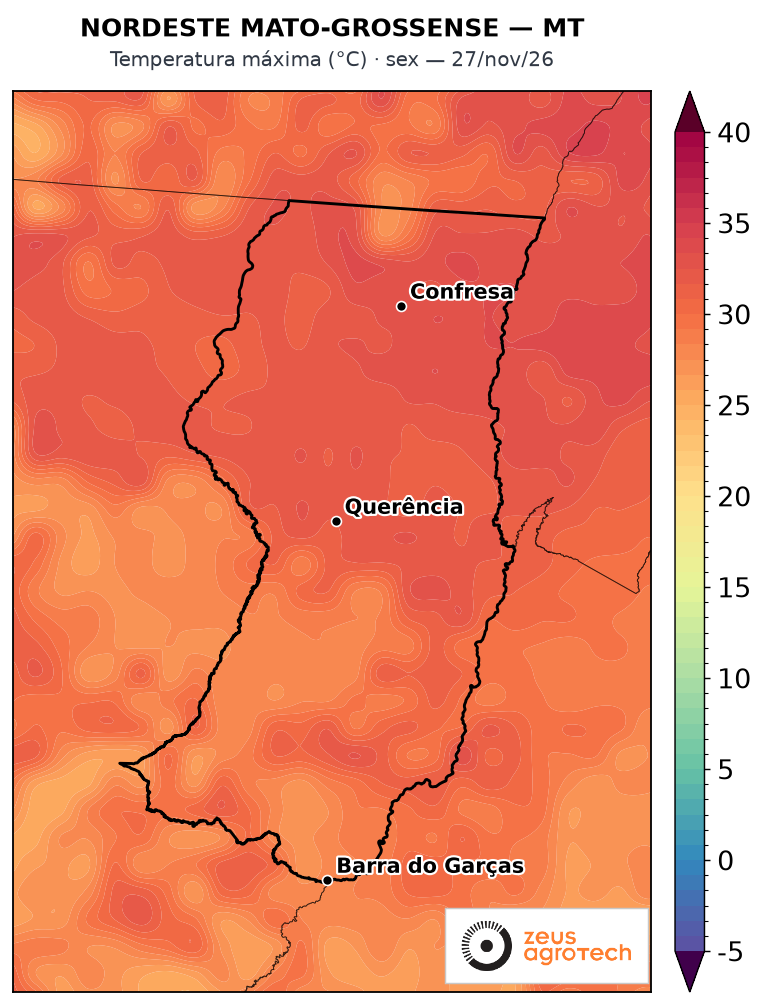 NORDESTE MATO-GROSSENSE — MT
Temperatura máxima (°C) · sex — 27/nov/26
40
35
30
25
20
15
10
5
0
-5
Confresa
Querência
Barra do Garças
zeus
agrotech